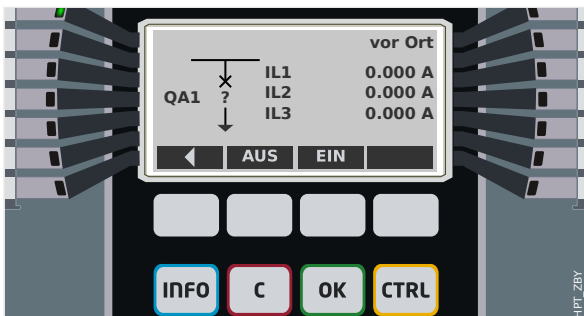 vor Ort
IL1 0.000 A
QA1 ? IL2 0.000 A
IL3 0.000 A
AUS EIN
INFO C OK CTRL
HPT_ZBY